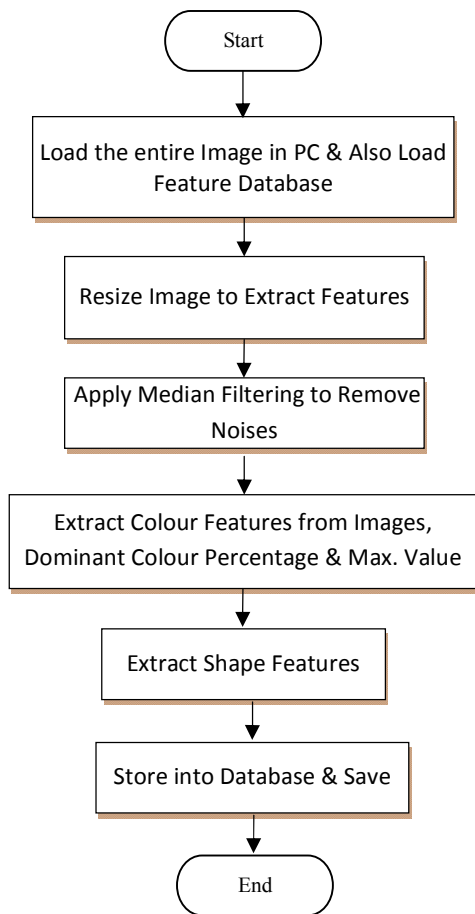 Start
Load the entire Image in PC & Also Load
Feature Database
Resize Image to Extract Features
Apply Median Filtering to Remove
Noises
Extract Colour Features from Images,
Dominant Colour Percentage & Max. Value
Extract Shape Features
Store into Database & Save
End